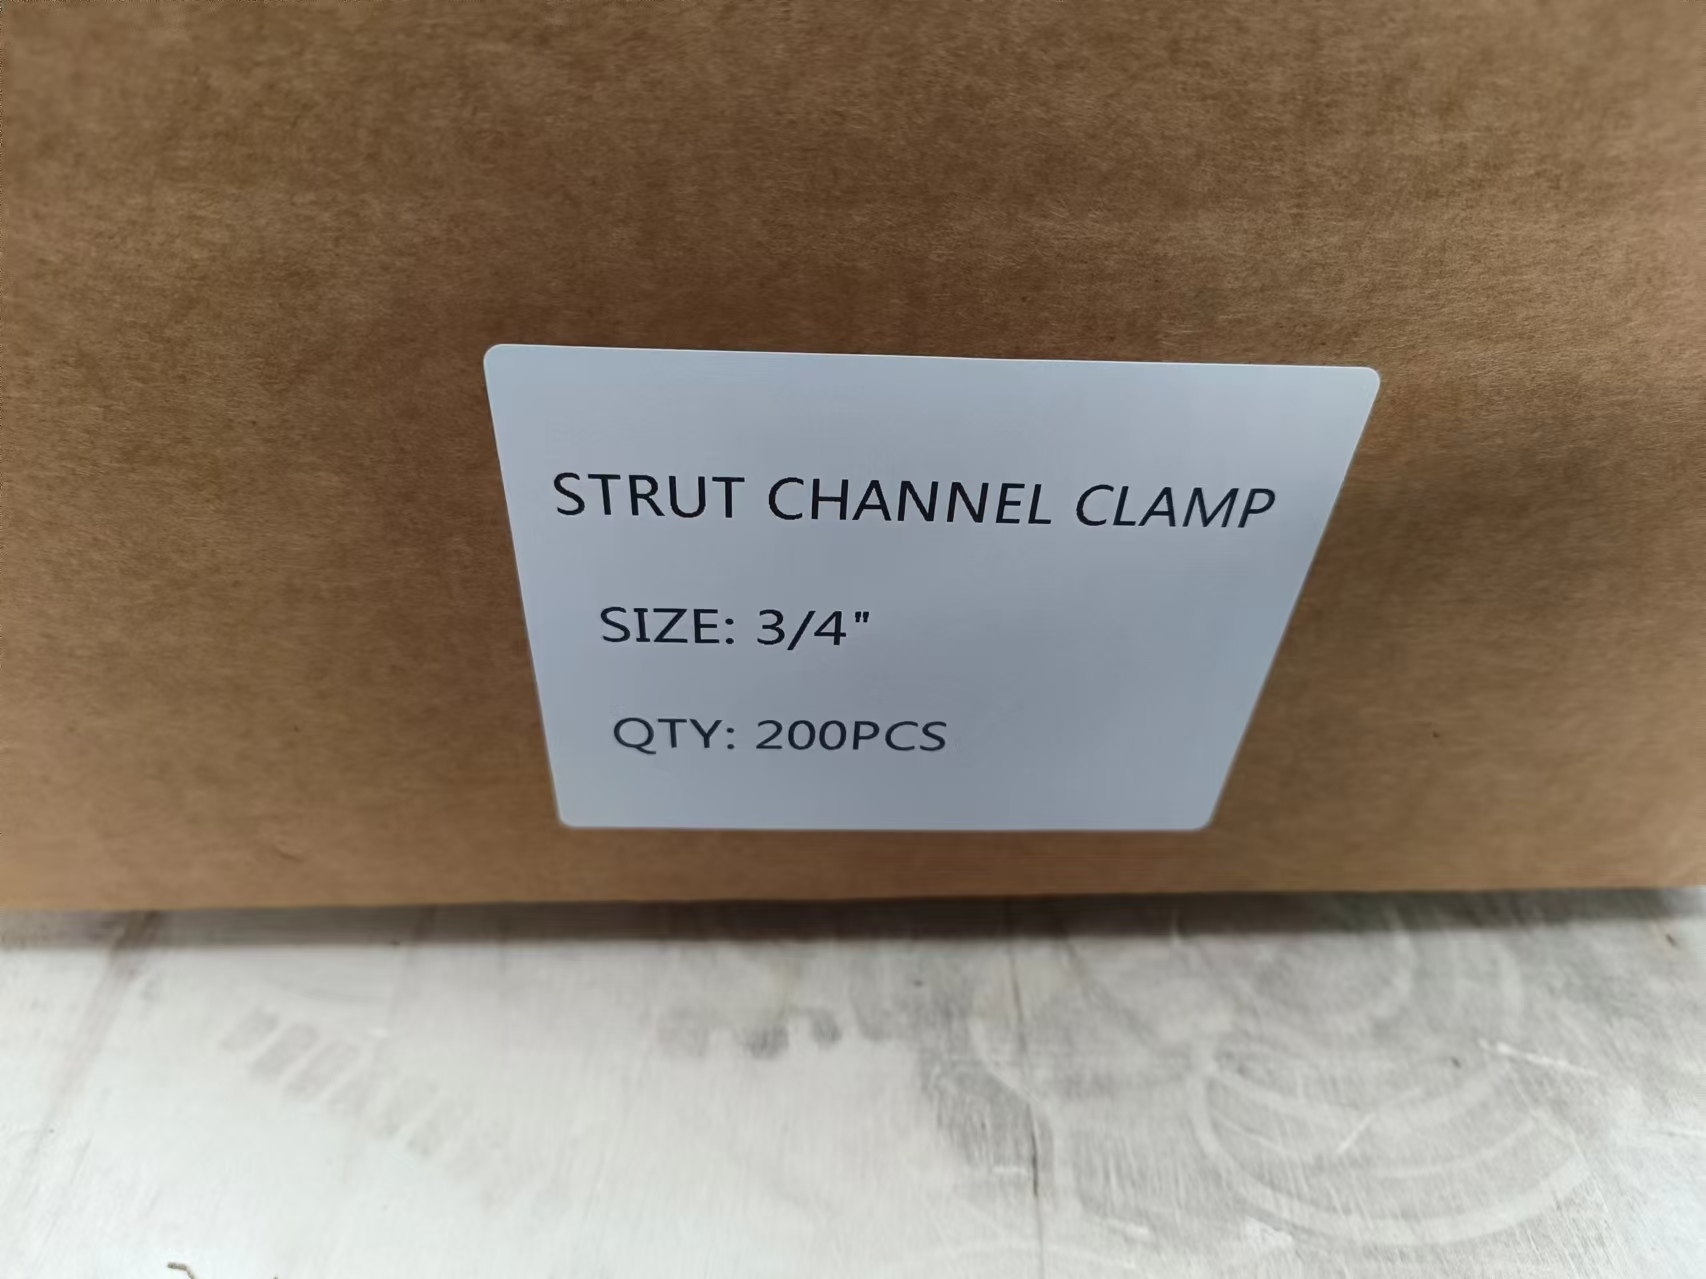 STRUT CHANNEL CLAMP
SIZE: 3/4"
QTY: 200PCS